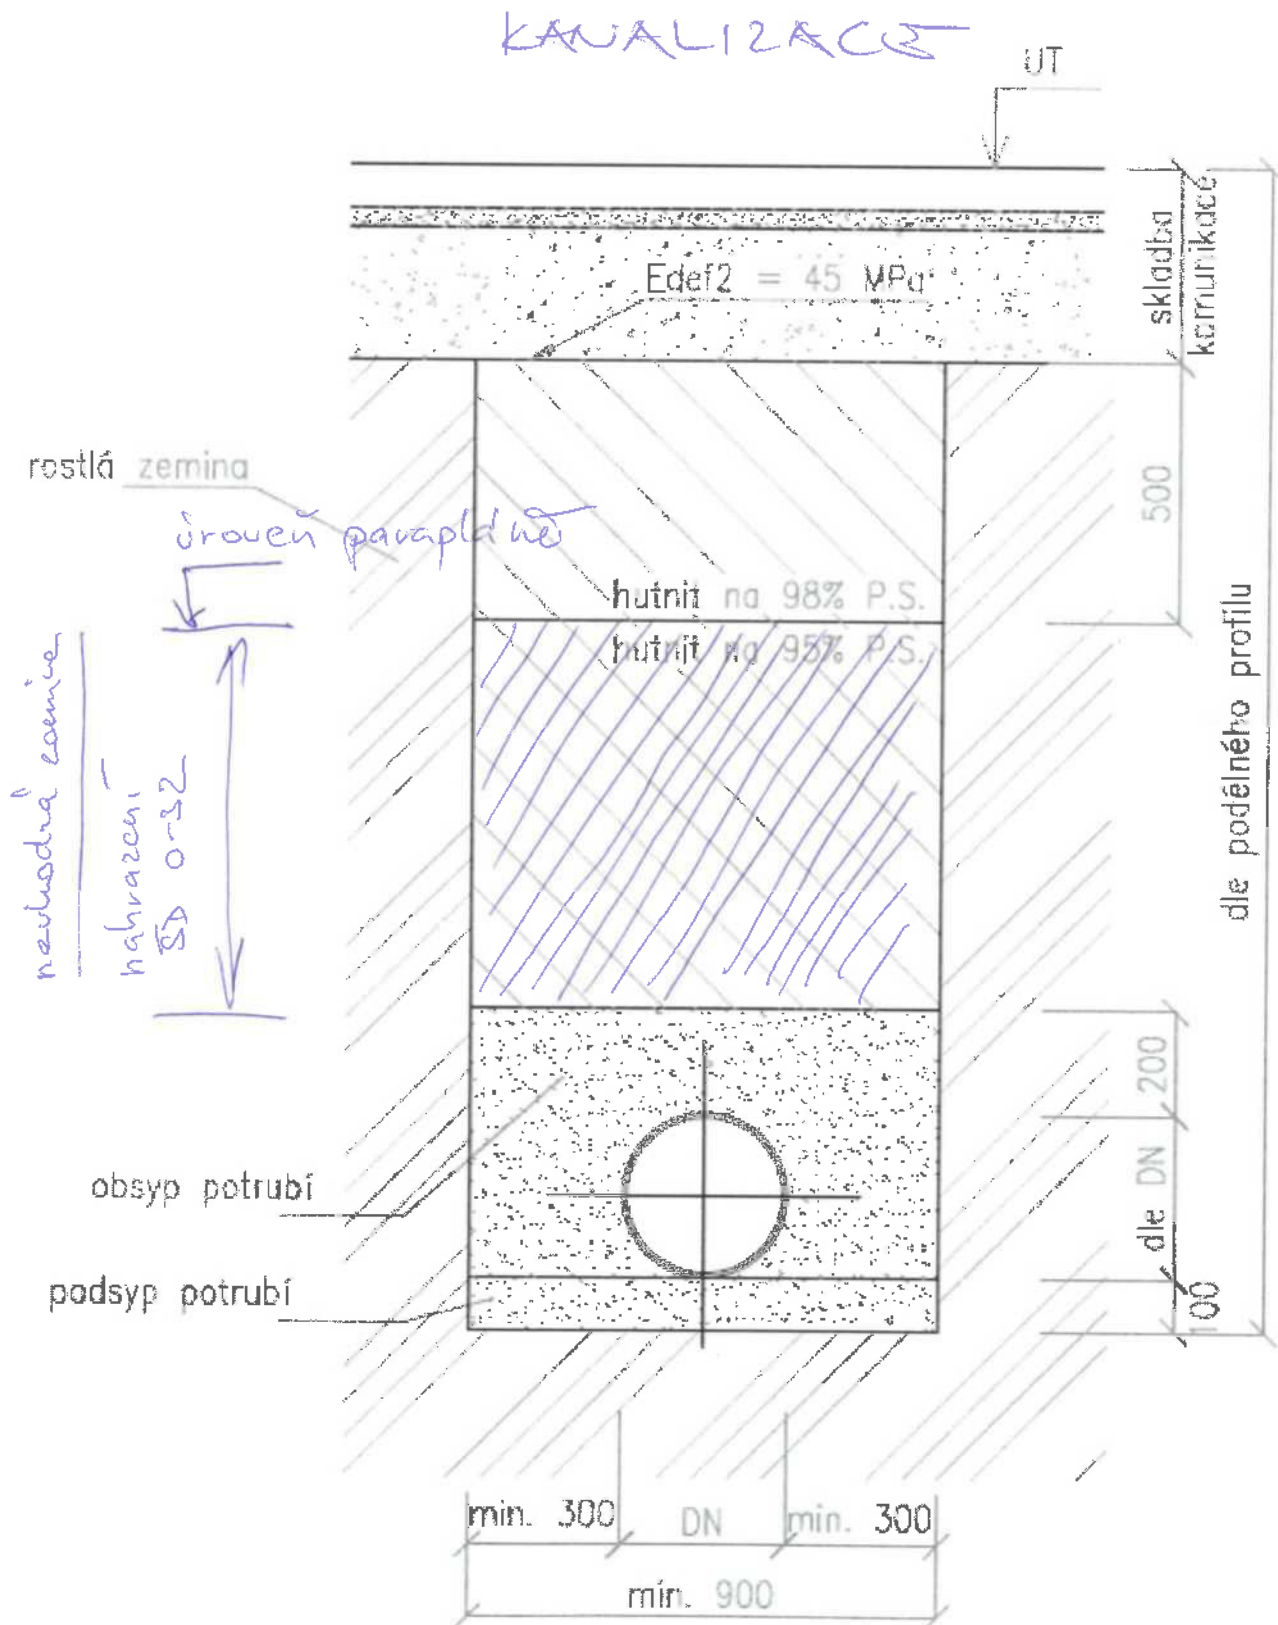 KANALIZACE
UT
skladba
komunikace
Edef2 = 45 MPa
rostlá zemina
500
úroveň parapláně
hutnit na 98% P.S.
hutnit na 95% P.S.
nevhodná zemina
nahrazení
ŠD 0-32
dle podélného profilu
200
obsyp potrubí
dle DN
podsyp potrubí
100
min. 300
DN
min. 300
min. 900